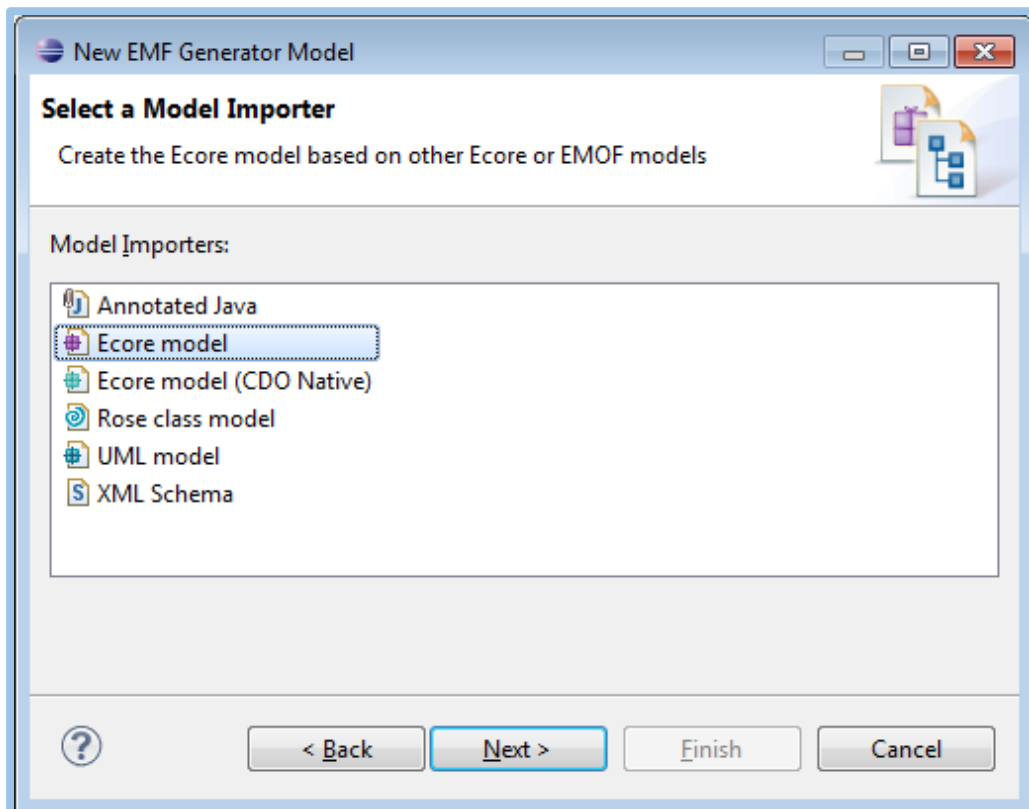 New EMF Generator Model
Select a Model Importer
Create the Ecore model based on other Ecore or EMOF models
Model Importers:
Annotated Java
Ecore model
Ecore model (CDO Native)
Rose class model
UML model
XML Schema
< Back
Next >
Finish
Cancel